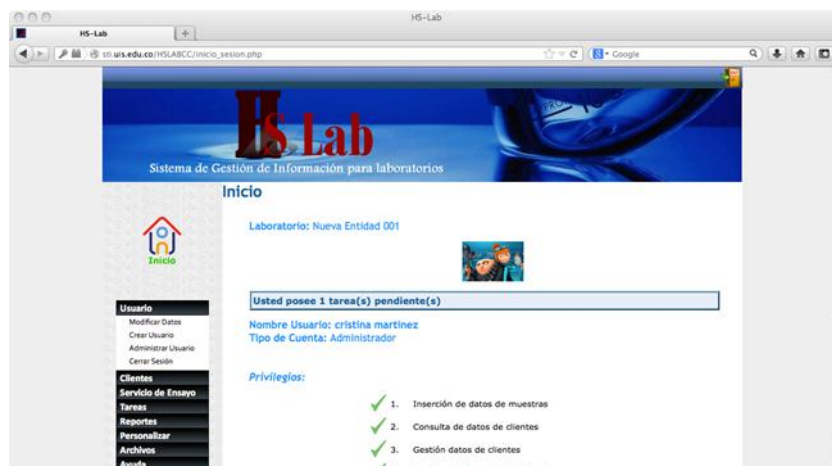 HS-Lab
HS-Lab
sti.uis.edu.co/HSLABCC/inicio_sesion.php
Google
HS Lab
Sistema de Gestión de Información para laboratorios
Inicio
Laboratorio: Nueva Entidad 001
Inicio
Usted posee 1 tarea(s) pendiente(s)
Usuario
Modificar Datos
Crear Usuario
Administrar Usuario
Cerrar Sesión
Nombre Usuario: cristina martinez
Tipo de Cuenta: Administrador
Clientes
Servicio de Ensayo
Tareas
Reportes
Personalizar
Archivos
Ayuda
Privilegios:
1. Inserción de datos de muestras
2. Consulta de datos de clientes
3. Gestión datos de clientes